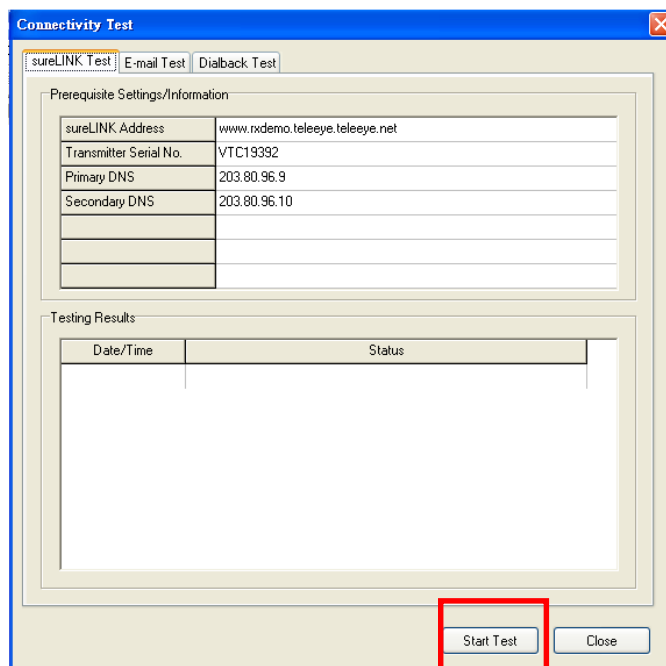 Connectivity Test
sureLINK Test E-mail Test Dialback Test
Prerequisite Settings/Information
sureLINK Address www.rxdemo.teleeye.teleeye.net
Transmitter Serial No. VTC19392
Primary DNS 203.80.96.9
Secondary DNS 203.80.96.10
Testing Results
Date/Time Status
Start Test Close